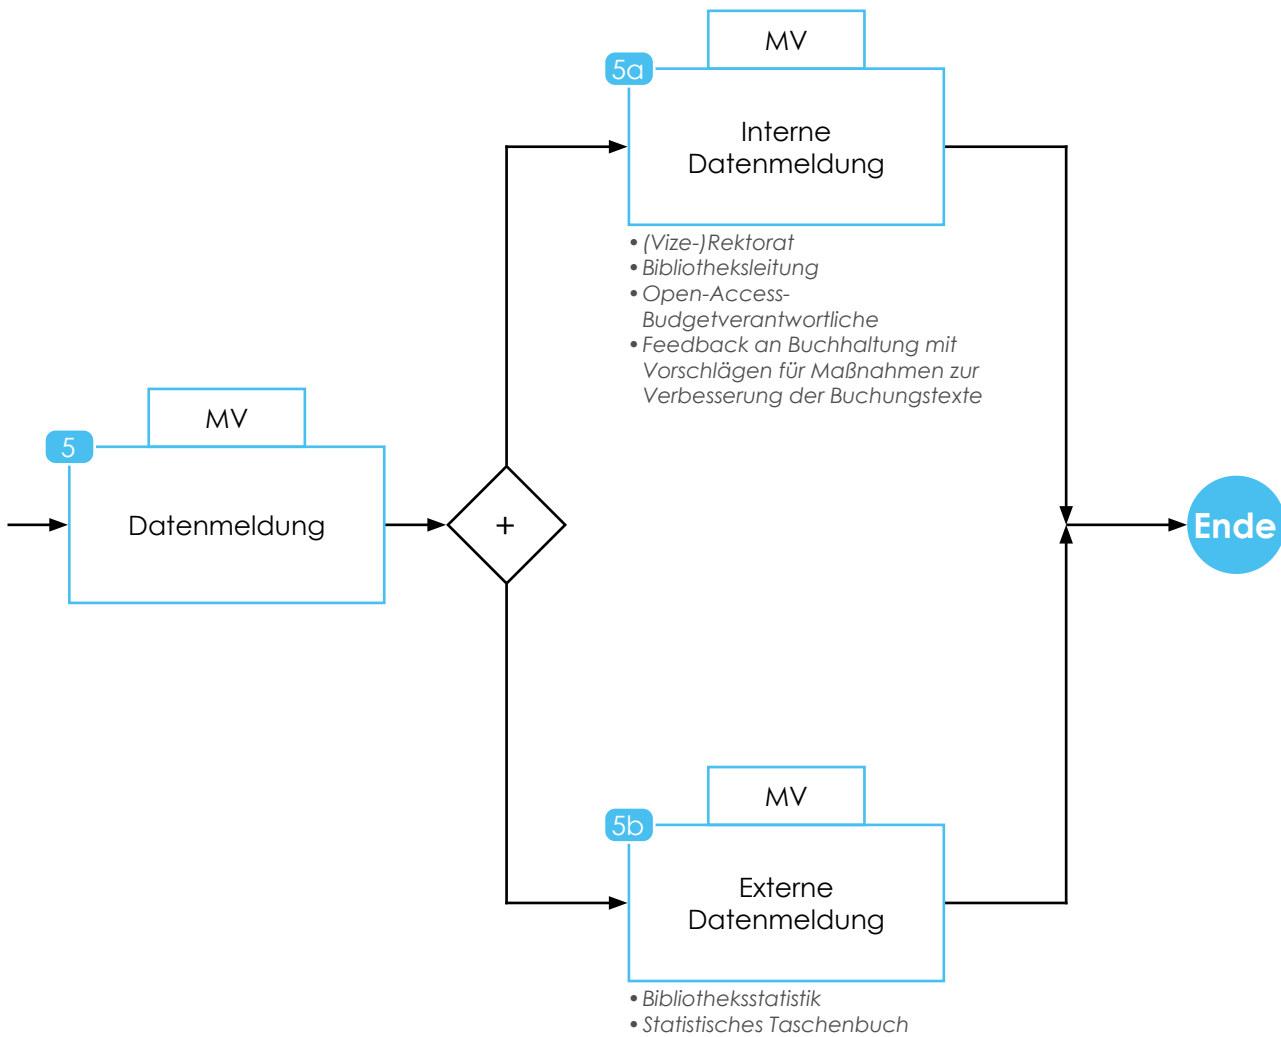 MV
5a
Interne
Datenmeldung
• (Vize-)Rektorat
• Bibliotheksleitung
• Open-Access-
Budgetverantwortliche
• Feedback an Buchhaltung mit
Vorschlägen für Maßnahmen zur
Verbesserung der Buchungstexte
MV
5
Datenmeldung
+
Ende
MV
5b
Externe
Datenmeldung
• Bibliotheksstatistik
• Statistisches Taschenbuch